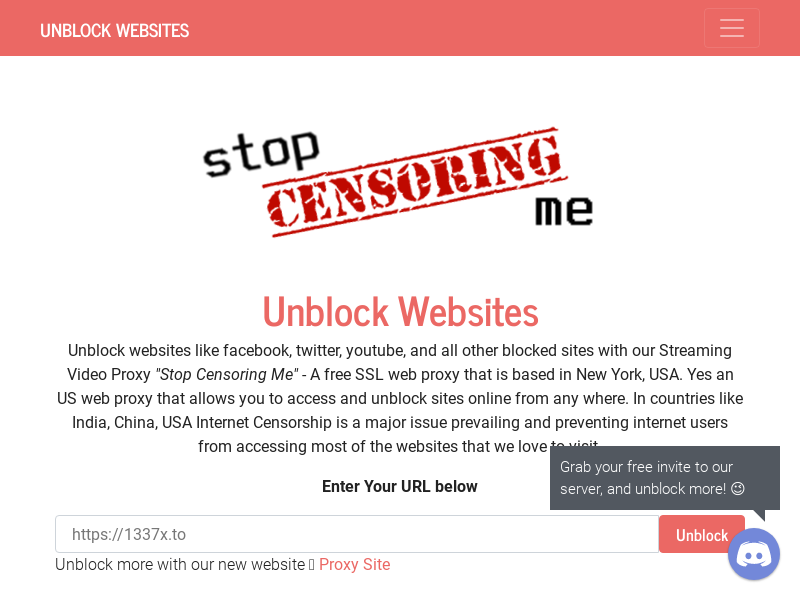 UNBLOCK WEBSITES
stop
CENSORING
me
Unblock Websites
Unblock websites like facebook, twitter, youtube, and all other blocked sites with our Streaming
Video Proxy "Stop Censoring Me" - A free SSL web proxy that is based in New York, USA. Yes an
US web proxy that allows you to access and unblock sites online from any where. In countries like
India, China, USA Internet Censorship is a major issue prevailing and preventing internet users
from accessing most of the websites that we love to visit
Grab your free invite to our
server, and unblock more! 😉
Enter Your URL below
https://1337x.to
Unblock
Unblock more with our new website Proxy Site